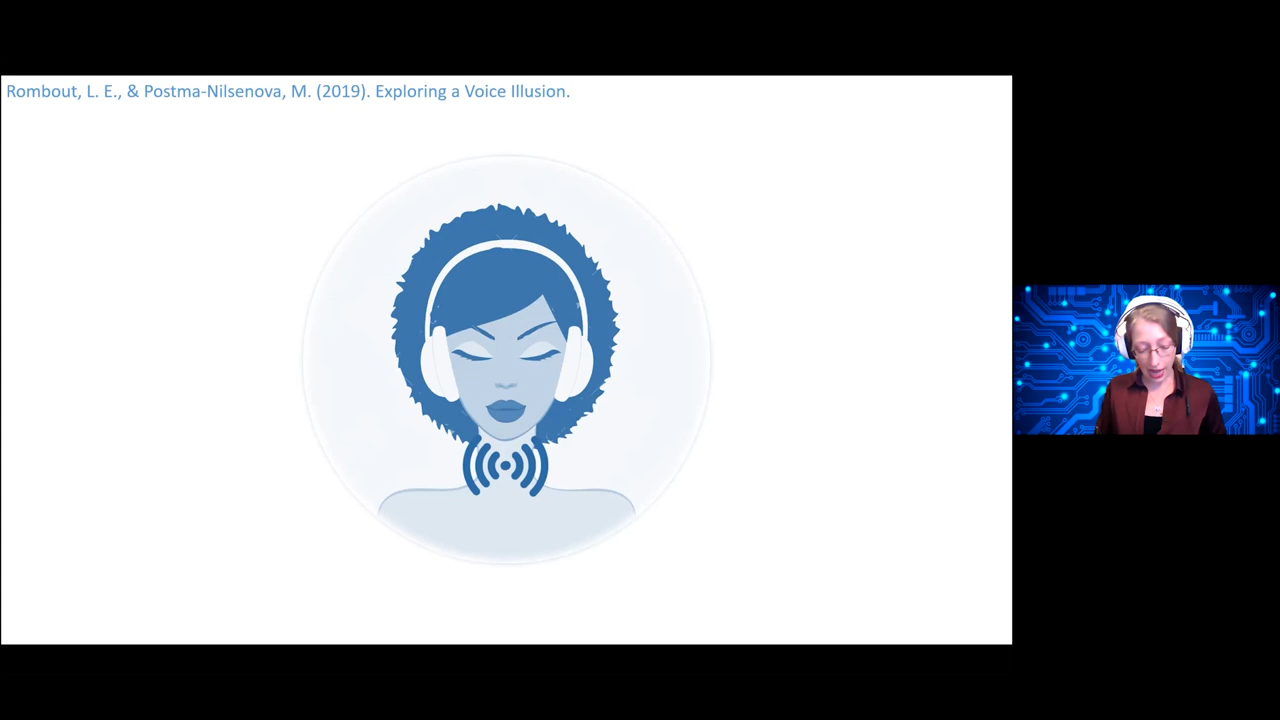 Rombout, L. E., & Postma-Nilsenova, M. (2019). Exploring a Voice Illusion.